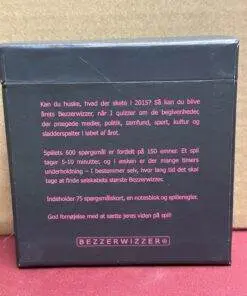 Kan du huske, hvad der skete i 2015? Så kan du blive
årets Bezzerwizzer, når I quizzer om de begivenheder,
der prægede medier, politik, samfund, sport, kultur og
sladderspalter i løbet af året.
Spillets 600 spørgsmål er fordelt på 150 emner. Et spil
tager 5-10 minutter, og i æsken er der mange timers
underholdning – I bestemmer selv, hvor lang tid det skal
tage at finde selskabets største Bezzerwizzer.
Indeholder 75 spørgsmålskort, en notesblok og spilleregler.
God fornøjelse med at sætte jeres viden på spil!
BEZZERWIZZER®